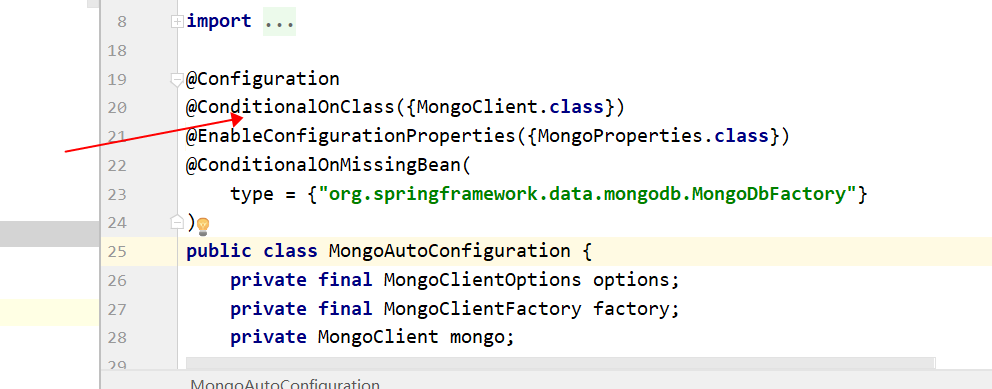 8 import ...
18
19 @Configuration
20 @ConditionalOnClass({MongoClient.class})
21 @EnableConfigurationProperties({MongoProperties.class})
22 @ConditionalOnMissingBean(
23 type = {"org.springframework.data.mongodb.MongoDbFactory"}
24 )
25 public class MongoAutoConfiguration {
26 private final MongoClientOptions options;
27 private final MongoClientFactory factory;
28 private MongoClient mongo;
29
MongoAutoConfiguration